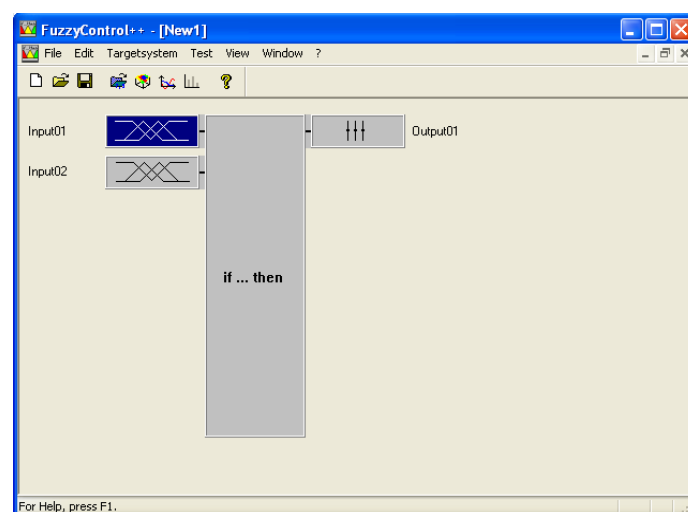 FuzzyControl++ - [New1]
File Edit Targetsystem Test View Window ?
Input01
Output01
Input02
if ... then
For Help, press F1.